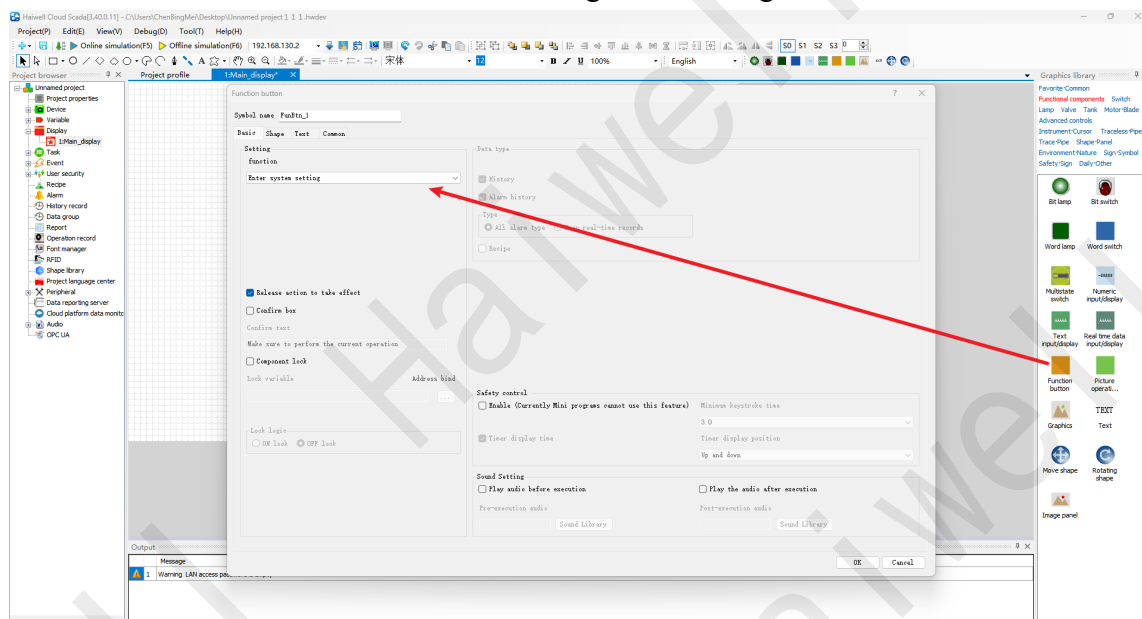 Haiwell Cloud Scada[3.40.0.11] - C:\Users\ChenBingMei\Desktop\Unnamed project 1 1 1.hwdev
Project(P) Edit(E) View(V) Debug(D) Tool(T) Help(H)
Online simulation(F5) Offline simulation(F6) 192.168.130.2 S0 S1 S2 S3 0
宋体 12 B Z U 100% English
Project browser
Project profile 1:Main_display*
Graphics library
Unnamed project
Project properties
Device
Variable
Display
1:Main_display
Task
Event
User security
Recipe
Alarm
History record
Data group
Report
Operation record
Font manager
RFID
Shape library
Project language center
Peripheral
Data reporting server
Cloud platform data monitc
Audio
OPC UA
Function button ?
Symbol name FunBtn_1
Basic Shape Text Common
Setting
function
Enter system setting
Release action to take effect
Confirm box
Confirm text
Make sure to perform the current operation
Component lock
Lock variable Address bind
...
Lock logic
ON lock OFF lock
Data type
History
Alarm history
Type
All alarm type real-time records
Recipe
Safety control
Enable (Currently Mini programs cannot use this feature) Minimum keystroke time
3.0
Timer display time Timer display position
Up and down
Sound Setting
Play audio before execution Play the audio after execution
Pre-execution audio Post-execution audio
Sound Library Sound Library
OK Cancel
Favorite·Common
Functional components Switch
Lamp Valve Tank Motor·Blade
Advanced controls
Instrument·Cursor Traceless·Pipe
Trace·Pipe Shape·Panel
Environment·Nature Sign·Symbol
Safety·Sign Daily·Other
Bit lamp Bit switch
Word lamp Word switch
Multistate switch Numeric input/display
Text input/display Real time data input/display
Function button Picture operati...
Graphics TEXT Text
Move shape Rotating shape
Image panel
Output
Message
1 Warning LAN access
Haiwell